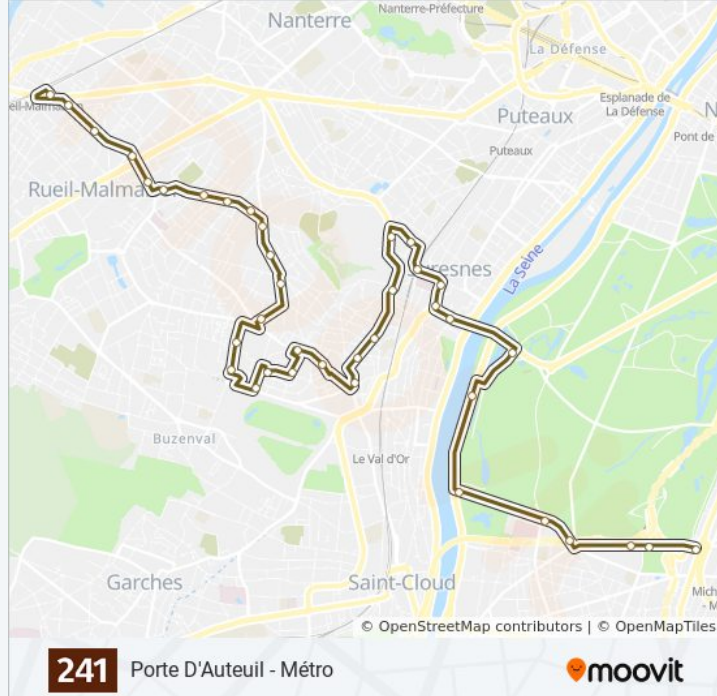 Nanterre
Nanterre-Préfecture
La Défense
Esplanade de
La Défense
Puteaux
Pont de
Puteaux
Rueil-Malma
Suresnes
La Seine
Buzenval
Le Val d'Or
Garches
Saint-Cloud
Mich
- M
© OpenStreetMap contributors | © OpenMapTiles
241 Porte D'Auteuil - Métro
moovit